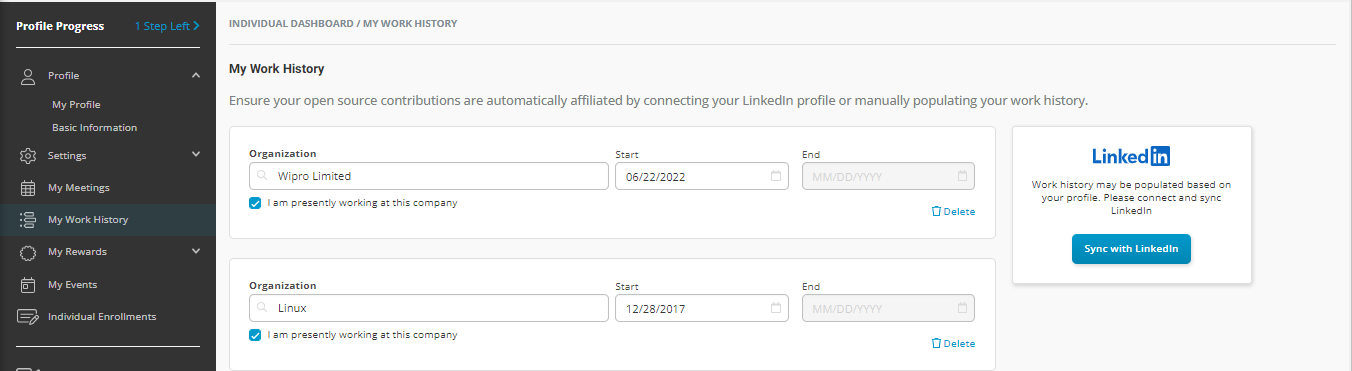 Profile Progress
1 Step Left
Profile
My Profile
Basic Information
Settings
My Meetings
My Work History
My Rewards
My Events
Individual Enrollments
INDIVIDUAL DASHBOARD / MY WORK HISTORY
My Work History
Ensure your open source contributions are automatically affiliated by connecting your LinkedIn profile or manually populating your work history.
Organization
Start
End
Wipro Limited
06/22/2022
MM/DD/YYYY
I am presently working at this company
Delete
Organization
Start
End
Linux
12/28/2017
MM/DD/YYYY
I am presently working at this company
Delete
Linked in
Work history may be populated based on
your profile. Please connect and sync
LinkedIn
Sync with LinkedIn